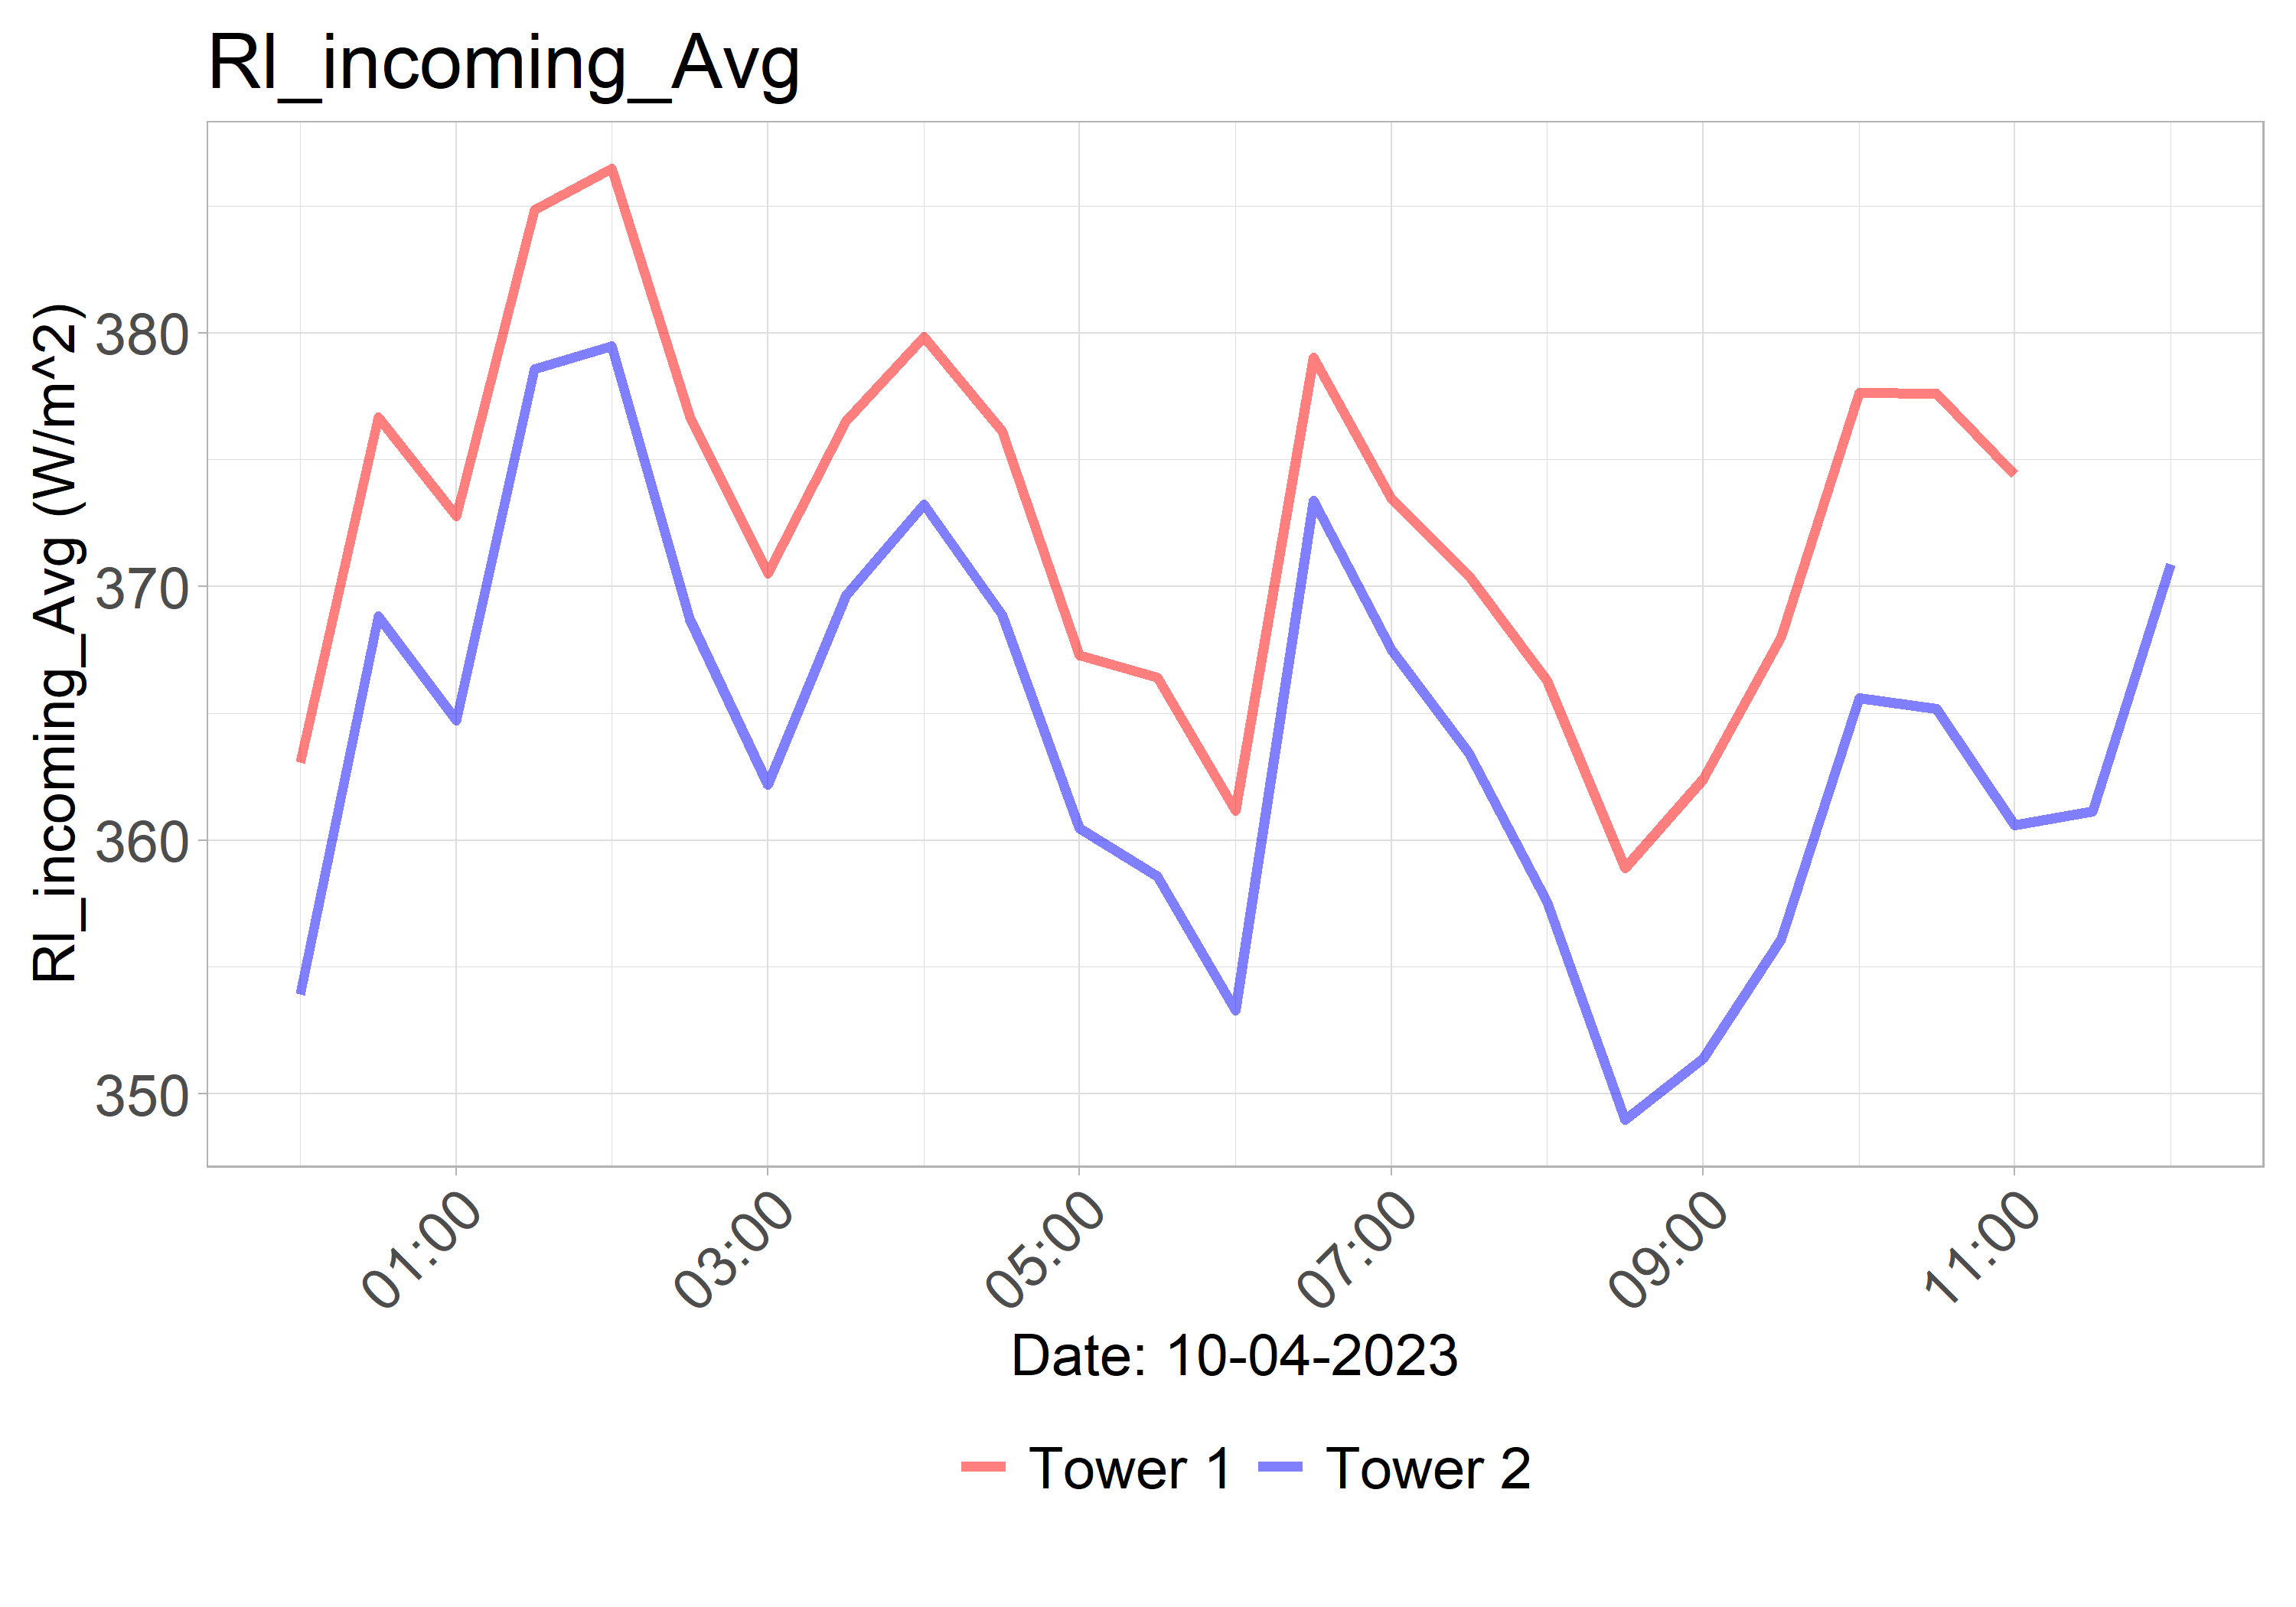 Rl_incoming_Avg
Rl_incoming_Avg (W/m^2)
380
370
360
350
01:00
03:00
05:00
07:00
09:00
11:00
Date: 10-04-2023
Tower 1
Tower 2